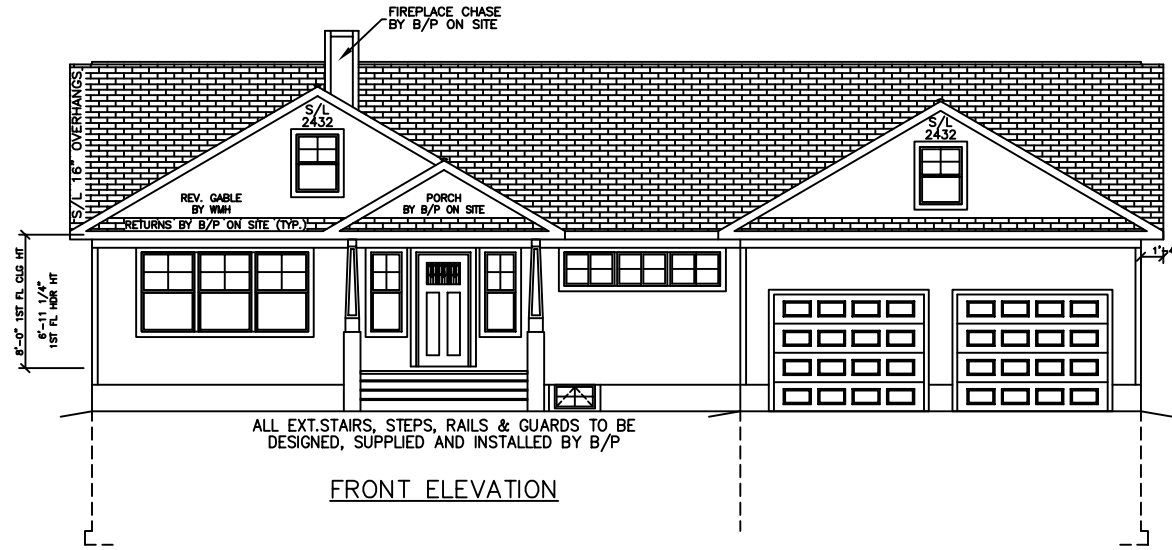 FIREPLACE CHASE
BY B/P ON SITE
S/L 16" OVERHANGS
S/L
2432
S/L
2432
REV. GABLE
BY WMH
PORCH
BY B/P ON SITE
RETURNS BY B/P ON SITE (TYP.)
8'-0" 1ST FL CLG HT
6'-11 1/4"
1ST FL HDR HT
ALL EXT.STAIRS, STEPS, RAILS & GUARDS TO BE
DESIGNED, SUPPLIED AND INSTALLED BY B/P
FRONT ELEVATION